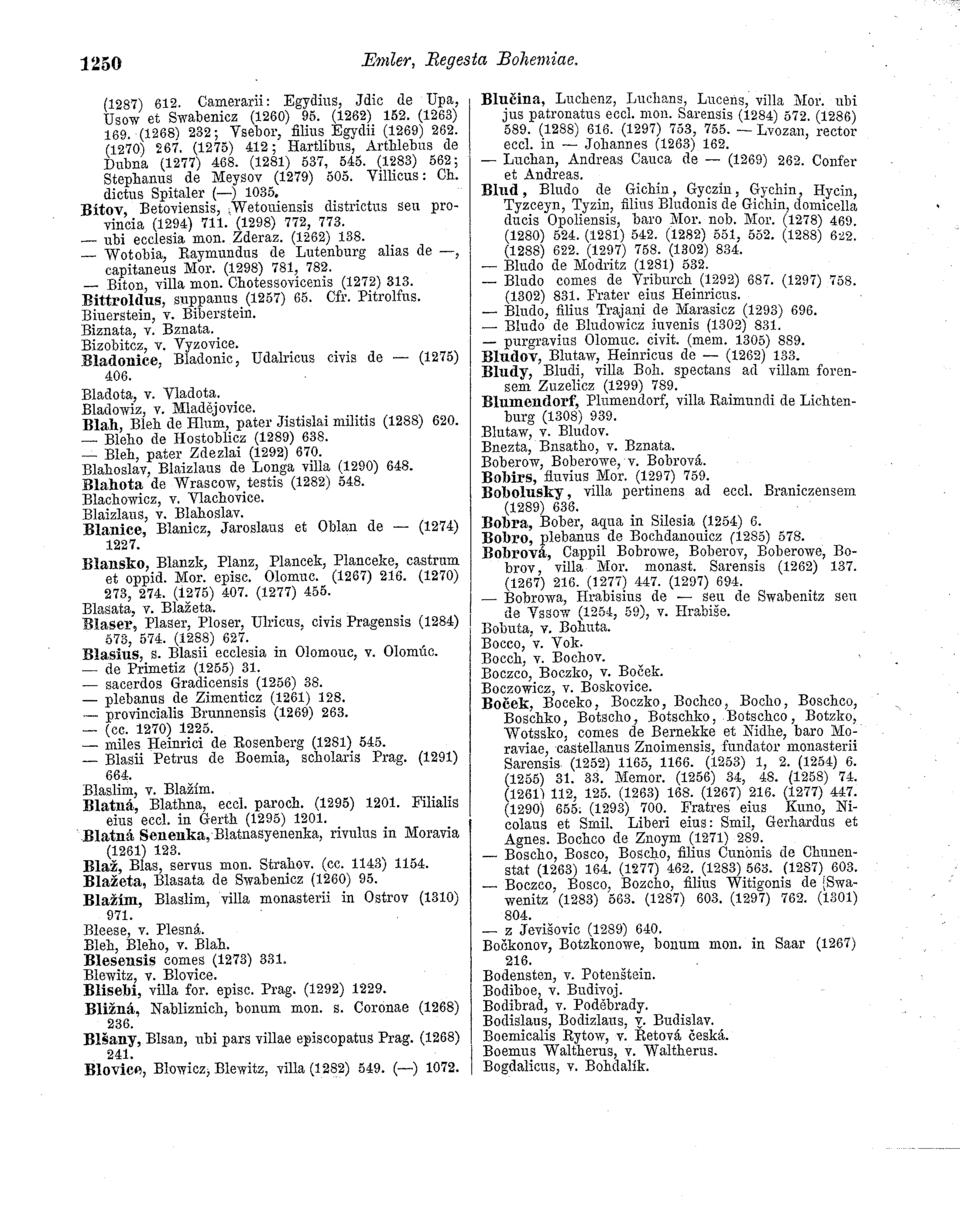 1250
Emler, Regesta Bohemiae.
(1287) 612. Camerarii: Egydius, Jdic de Upa,
Usow et Swabenicz (1260) 95. (1262) 152. (1263)
169. (1268) 232; Vsebor, filius Egydii (1269) 262.
(1270) 267. (1275) 412; Hartlibus, Arthlebus de
Dubna (1277) 468. (1281) 537, 545. (1283) 562;
Stephanus de Meysov (1279) 505. Villicus: Ch.
dictus Spitaler (—) 1035.
Bítov, Betoviensis, Wetouiensis districtus seu pro-
vincia (1294) 711. (1298) 772, 773.
— ubi ecclesia mon. Zderaz. (1262) 138.
— Wotobia, Raymundus de Lutenburg alias de —,
capitaneus Mor. (1298) 781, 782.
— Biton, villa mon. Chotessovicenis (1272) 313.
Bittroldus, suppanus (1257) 65. Cfr. Pitrolfus.
Biuerstein, v. Biberstein.
Biznata, v. Bznata.
Bizobitcz, v. Vyzovice.
Bladonice, Bladonic, Udalricus civis de — (1275)
406.
Bladota, v. Vladota.
Bladowiz, v. Mladějovice.
Blah, Bleh de Hlum, pater Jistislai militis (1288) 620.
— Bleho de Hostoblicz (1289) 638.
— Bleh, pater Zdezlai (1292) 670.
Blahoslav, Blaizlaus de Longa villa (1290) 648.
Blahota de Wrascow, testis (1282) 548.
Blachowicz, v. Vlachovice.
Blaizlaus, v. Blahoslav.
Blanice, Blanicz, Jaroslaus et Oblan de — (1274)
1227.
Blansko, Blanzk, Planz, Plancek, Planceke, castrum
et oppid. Mor. episc. Olomuc. (1267) 216. (1270)
273, 274. (1275) 407. (1277) 455.
Blasata, v. Blažeta.
Blaser, Plaser, Ploser, Ulricus, civis Pragensis (1284)
573, 574. (1288) 627.
Blasius, s. Blasii ecclesia in Olomouc, v. Olomúc.
— de Primetiz (1255) 31.
— sacerdos Gradicensis (1256) 38.
— plebanus de Zimenticz (1261) 128.
— provincialis Brunnensis (1269) 263.
— (cc. 1270) 1225.
— miles Heinrici de Rosenberg (1281) 545.
— Blasii Petrus de Boemia, scholaris Prag. (1291)
664.
Blaslim, v. Blažím.
Blatná, Blathna, eccl. paroch. (1295) 1201. Filialis
eius eccl. in Gerth (1295) 1201.
Blatná Senenka, Blatnasyenenka, rivulus in Moravia
(1261) 123.
Blaž, Blas, servus mon. Strahov. (cc. 1143) 1154.
Blažeta, Blasata de Swabenicz (1260) 95.
Blažím, Blaslim, villa monasterii in Ostrov (1310)
971.
Bleese, v. Plesná.
Bleh, Bleho, v. Blah.
Blesensis comes (1273) 331.
Blewitz, v. Blovice.
Blisebi, villa for. episc. Prag. (1292) 1229.
Bližná, Nabliznich, bonum mon. s. Coronae (1268)
236.
Blšany, Blsan, ubi pars villae episcopatus Prag. (1268)
241.
Blovice, Blowicz, Blewitz, villa (1282) 549. (—) 1072.
Blučina, Luchenz, Luchans, Lucens, villa Mor. ubi
jus patronatus eccl. mon. Sarensis (1284) 572. (1286)
589. (1288) 616. (1297) 753, 755. — Lvozan, rector
eccl. in — Johannes (1263) 162.
— Luchan, Andreas Cauca de — (1269) 262. Confer
et Andreas.
Blud, Bludo de Gichin, Gyczin, Gychin, Hycin,
Tyzceyn, Tyzin, filius Bludonis de Gichin, domicella
ducis Opoliensis, baro Mor. nob. Mor. (1278) 469.
(1280) 524. (1281) 542. (1282) 551, 552. (1288) 622.
(1288) 622. (1297) 758. (1302) 834.
— Bludo de Modritz (1281) 532.
— Bludo comes de Vriburch (1292) 687. (1297) 758.
(1302) 831. Frater eius Heinricus.
— Bludo, filius Trajani de Marasicz (1293) 696.
— Bludo de Bludowicz iuvenis (1302) 831.
— purgravius Olomuc. civit. (mem. 1305) 889.
Bludov, Blutaw, Heinricus de — (1262) 133.
Bludy, Bludi, villa Boh. spectans ad villam foren-
sem Zuzelicz (1299) 789.
Blumendorf, Plumendorf, villa Raimundi de Lichten-
burg (1308) 939.
Blutaw, v. Bludov.
Bnezta, Bnsatho, v. Bznata.
Boberow, Boberowe, v. Bobrová.
Bobirs, fluvius Mor. (1297) 759.
Bobolusky, villa pertinens ad eccl. Braniczensem
(1289) 636.
Bobra, Bober, aqua in Silesia (1254) 6.
Bobro, plebanus de Bochdanouicz (1285) 578.
Bobrová, Cappil Bobrowe, Boberov, Boberowe, Bo-
brov, villa Mor. monast. Sarensis (1262) 137.
(1267) 216. (1277) 447. (1297) 694.
— Bobrowa, Hrabisius de — seu de Swabenitz seu
de Vssow (1254, 59), v. Hrabiše.
Bobuta, v. Bohuta.
Bocco, v. Vok.
Bocch, v. Bochov.
Boczco, Boczko, v. Boček.
Boczowicz, v. Boskovice.
Boček, Boceko, Boczko, Bochco, Bocho, Boschco,
Boschko, Botscho, Botschko, Botschco, Botzko,
Wotssko, comes de Bernekke et Nidhe, baro Mo-
raviae, castellanus Znoimensis, fundator monasterii
Sarensis (1252) 1165, 1166. (1253) 1, 2. (1254) 6.
(1255) 31. 33. Memor. (1256) 34, 48. (1258) 74.
(1261) 112, 125. (1263) 168. (1267) 216. (1277) 447.
(1290) 655. (1293) 700. Fratres eius Kuno, Ni-
colaus et Smil. Liberi eius: Smil, Gerhardus et
Agnes. Bochco de Znoym (1271) 289.
— Boscho, Bosco, Boscho, filius Cunonis de Chunen-
stat (1263) 164. (1277) 462. (1283) 563. (1287) 603.
— Boczco, Bosco, Bozcho, filius Witigonis de Swa-
wenitz (1283) 563. (1287) 603. (1297) 762. (1301)
804.
— z Jevišovic (1289) 640.
Bočkonov, Botzkonowe, bonum mon. in Saar (1267)
216.
Bodensten, v. Potenštein.
Bodiboe, v. Budivoj.
Bodibrad, v. Poděbrady.
Bodislaus, Bodizlaus, v. Budislav.
Boemicalis Rytow, v. Retová česká.
Boemus Waltherus, v. Waltherus.
Bogdalicus, v. Bohdalík.